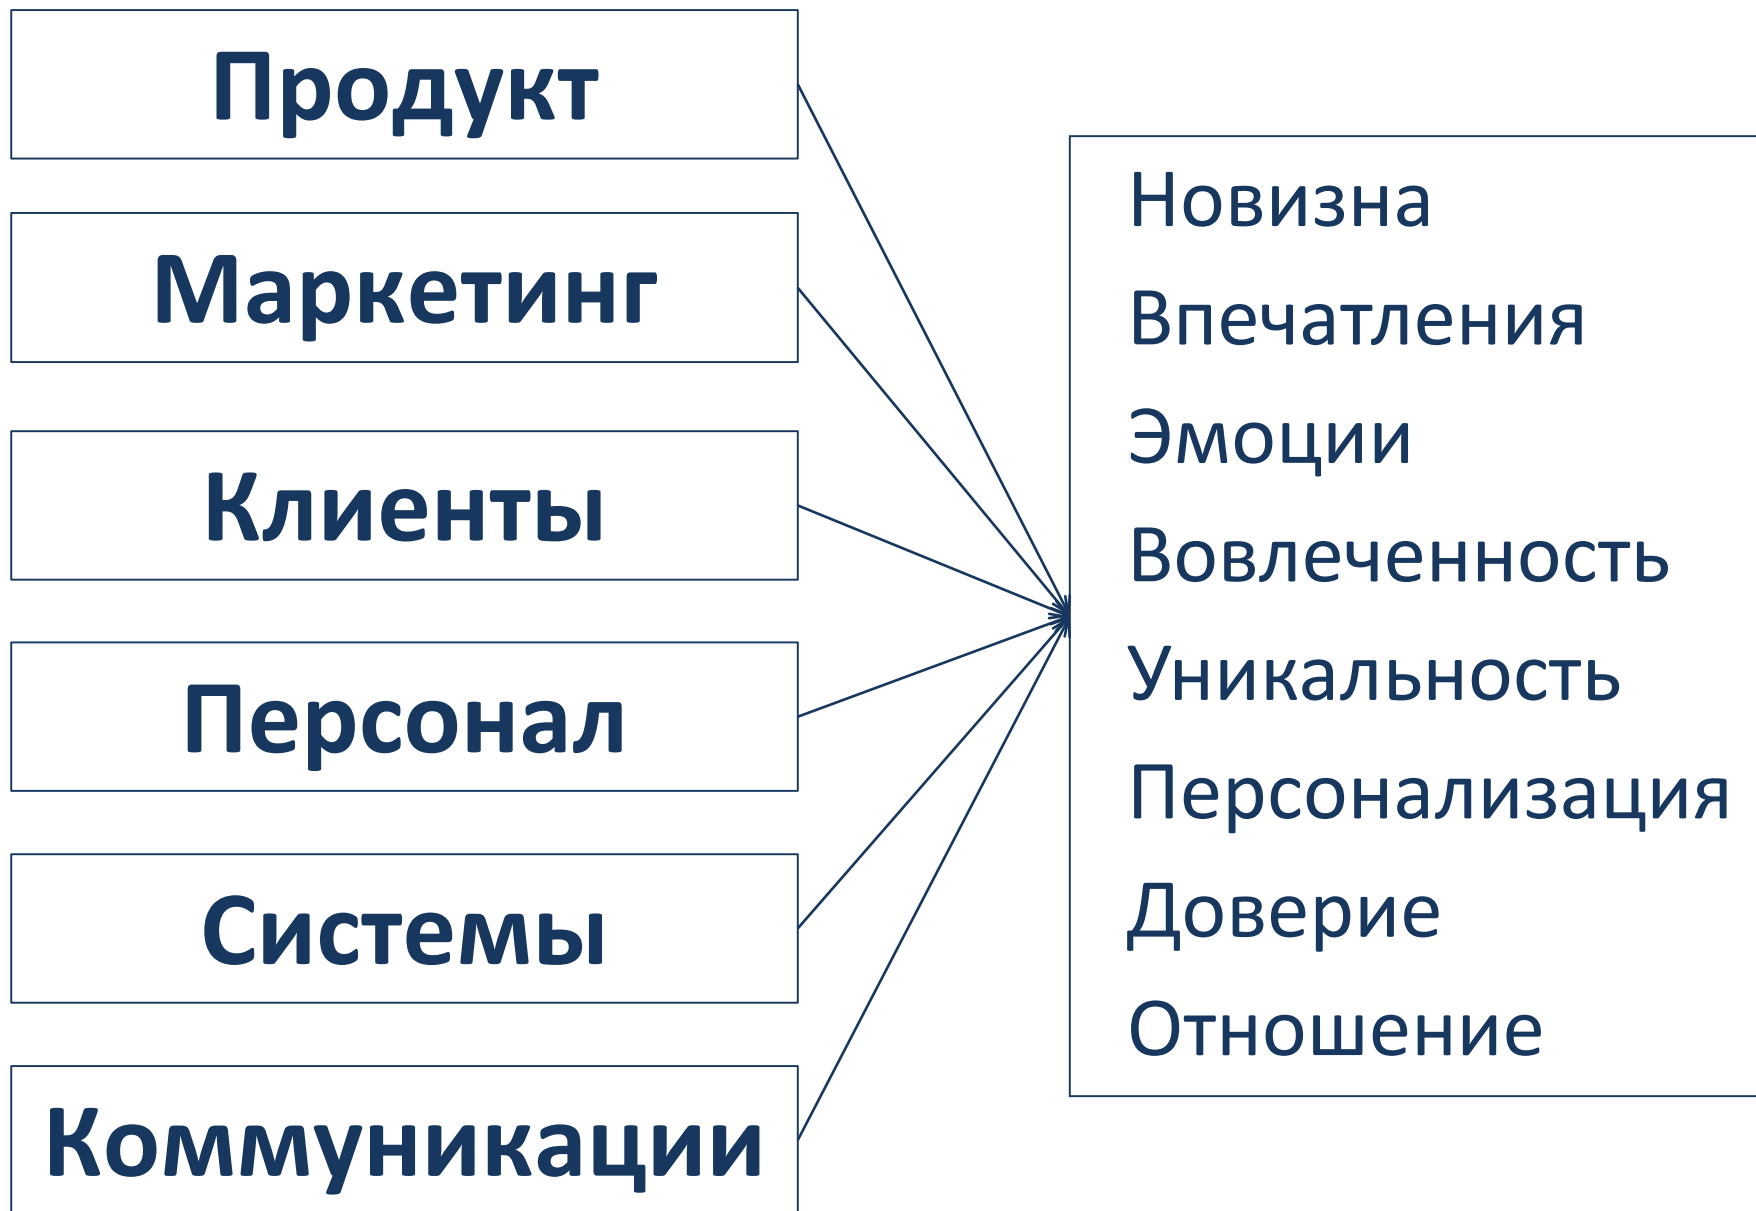 Продукт
Маркетинг
Клиенты
Персонал
Системы
Коммуникации
Новизна
Впечатления
Эмоции
Вовлеченность
Уникальность
Персонализация
Доверие
Отношение